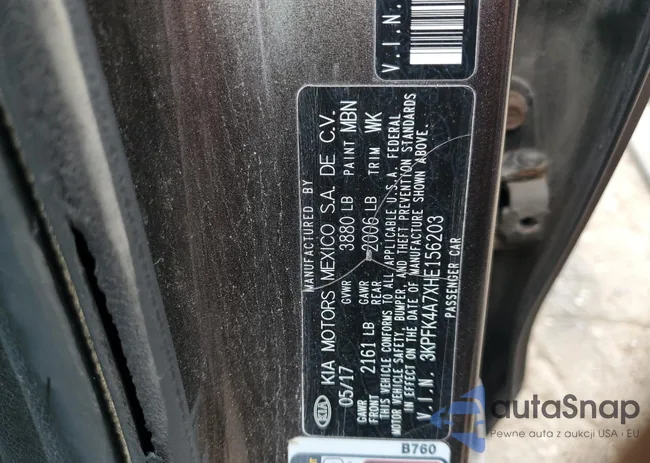 V.I.N.
MANUFACTURED BY
KIA KIA MOTORS MEXICO S.A. DE C.V.
05/17 GVWR 3880 LB PAINT MBN
GAWR FRONT 2161 LB GAWR REAR 2006 LB TRIM WK
THIS VEHICLE CONFORMS TO ALL APPLICABLE U.S.A. FEDERAL
MOTOR VEHICLE SAFETY, BUMPER, AND THEFT PREVENTION STANDARDS
IN EFFECT ON THE DATE OF MANUFACTURE SHOWN ABOVE.
V.I.N. 3KPFK4A7XHE156203
PASSENGER CAR
B760
autaSnap
Pewne auta z aukcji USA i EU